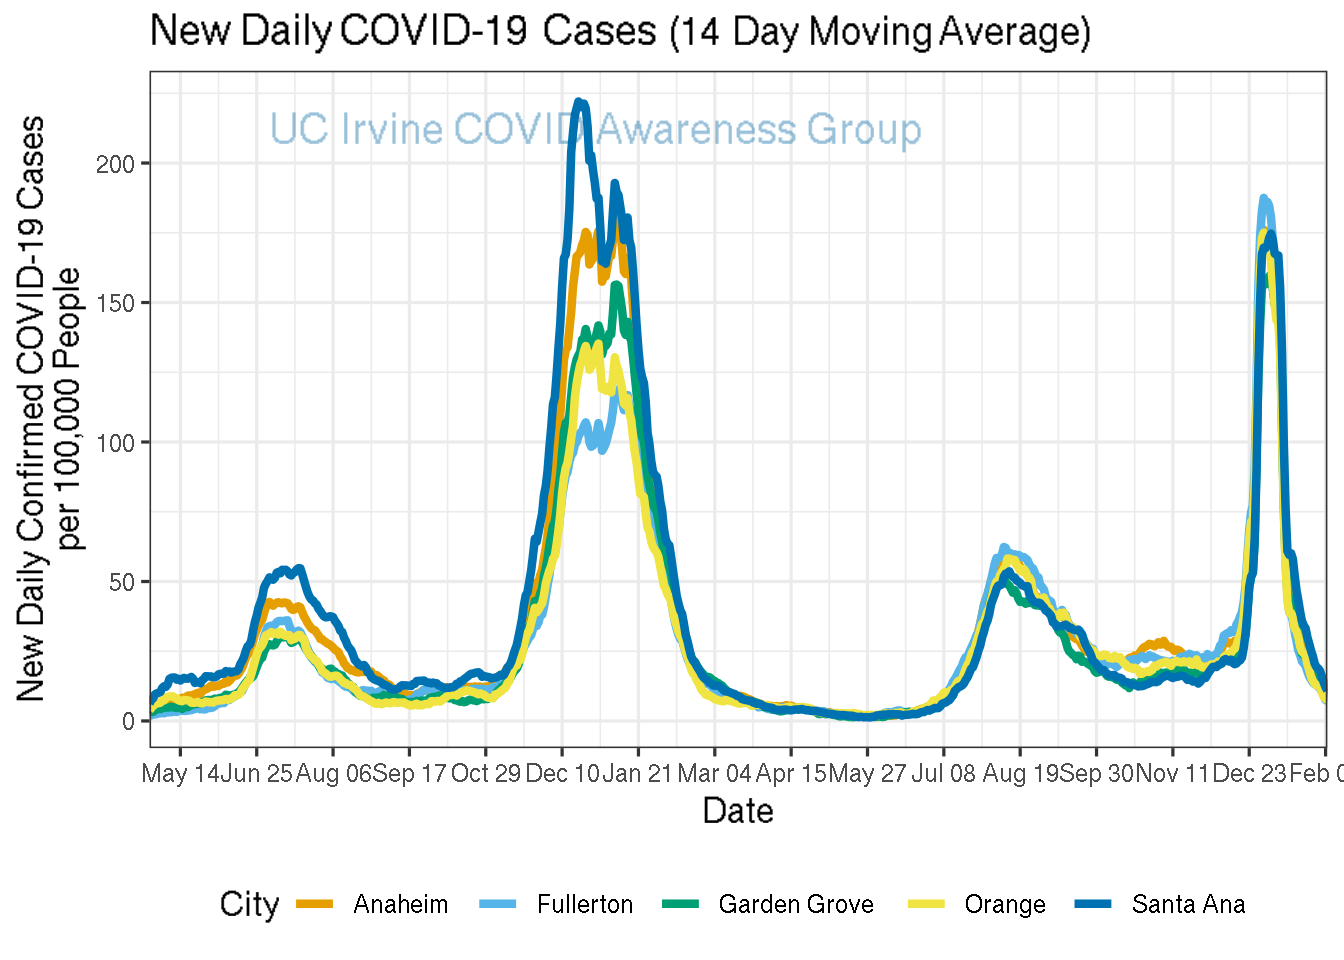 New Daily COVID-19 Cases (14 Day Moving Average)
UC Irvine COVID Awareness Group
New Daily Confirmed COVID-19 Cases
per 100,000 People
200
150
100
50
0
May 14 Jun 25 Aug 06 Sep 17 Oct 29 Dec 10 Jan 21 Mar 04 Apr 15 May 27 Jul 08 Aug 19 Sep 30 Nov 11 Dec 23 Feb 0
Date
City Anaheim Fullerton Garden Grove Orange Santa Ana